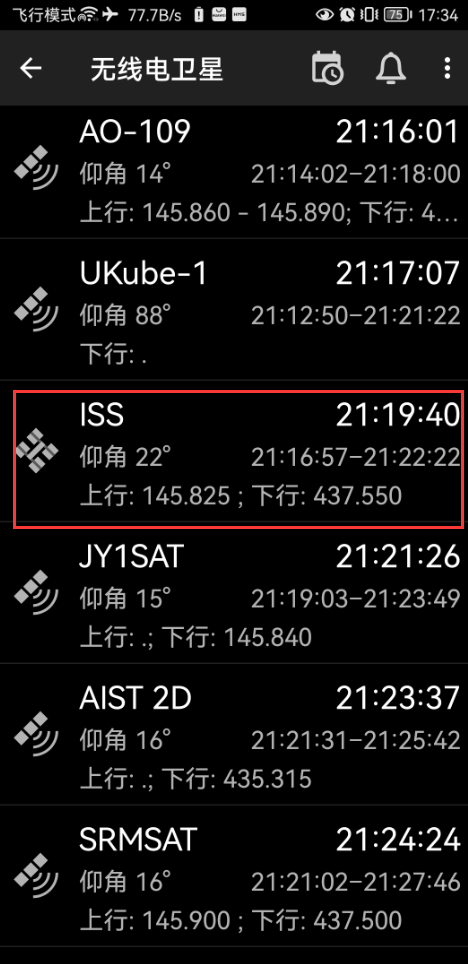 飞行模式 77.7B/s 75 17:34
无线电卫星
AO-109 21:16:01
仰角 14° 21:14:02-21:18:00
上行: 145.860 - 145.890; 下行: 4...
UKube-1 21:17:07
仰角 88° 21:12:50-21:21:22
下行: .
ISS 21:19:40
仰角 22° 21:16:57-21:22:22
上行: 145.825 ; 下行: 437.550
JY1SAT 21:21:26
仰角 15° 21:19:03-21:23:49
上行: .; 下行: 145.840
AIST 2D 21:23:37
仰角 16° 21:21:31-21:25:42
上行: .; 下行: 435.315
SRMSAT 21:24:24
仰角 16° 21:21:02-21:27:46
上行: 145.900 ; 下行: 437.500